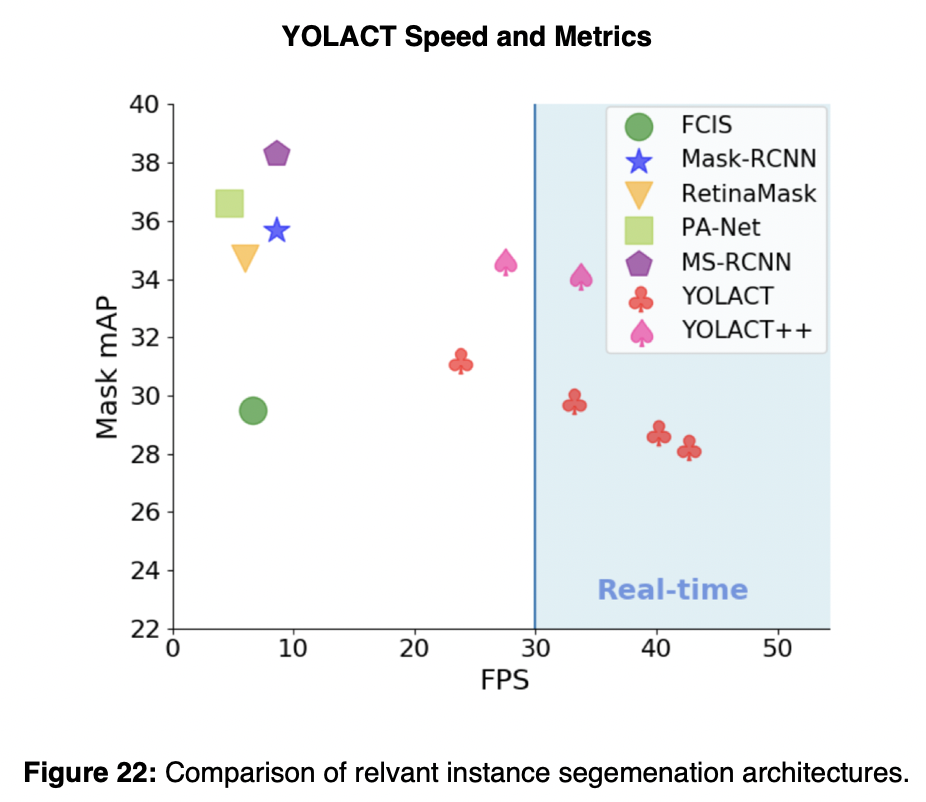 YOLACT Speed and Metrics
40
38
36
34
32
30
28
26
24
22
Mask mAP
0 10 20 30 40 50
FPS
FCIS
Mask-RCNN
RetinaMask
PA-Net
MS-RCNN
YOLACT
YOLACT++
Real-time
Figure 22: Comparison of relvant instance segemenation architectures.